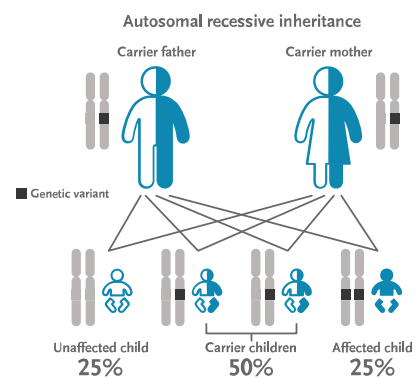 Autosomal recessive inheritance
Carrier father
Carrier mother
Genetic variant
Unaffected child
25%
Carrier children
50%
Affected child
25%